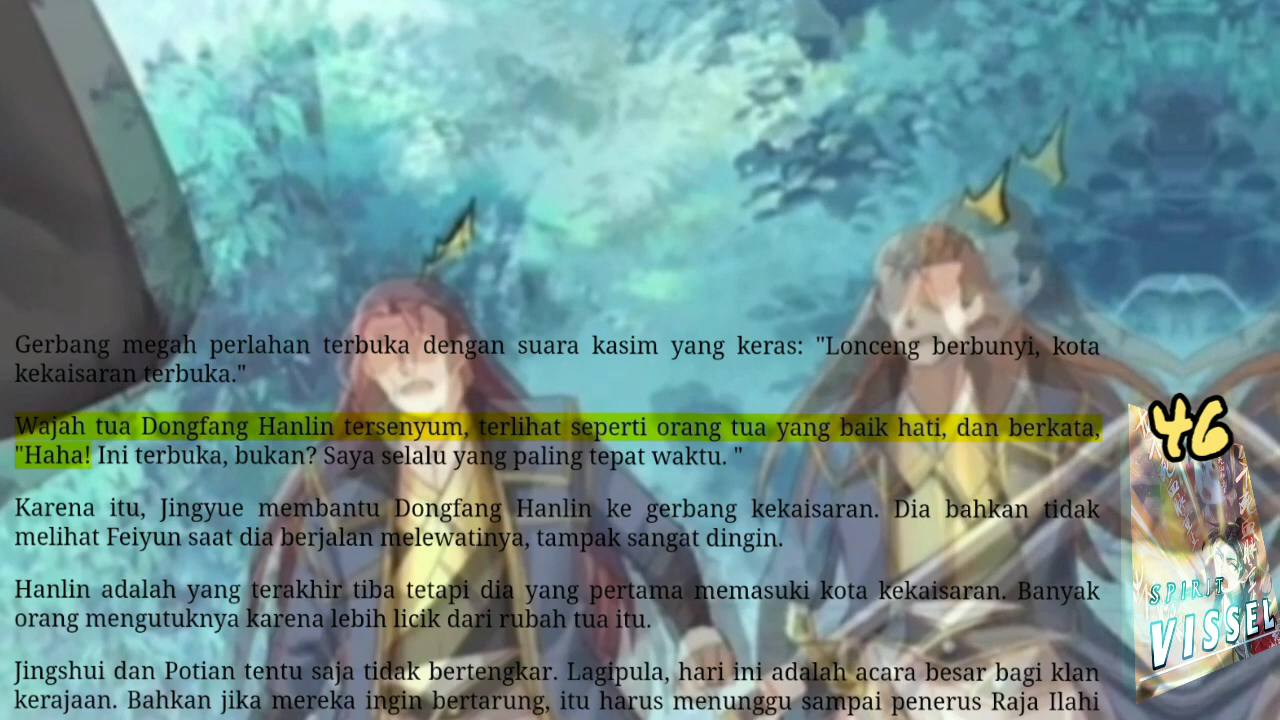 Gerbang megah perlahan terbuka dengan suara kasim yang keras: "Lonceng berbunyi, kota
kekaisaran terbuka."
Wajah tua Dongfang Hanlin tersenyum, terlihat seperti orang tua yang baik hati, dan berkata,
"Haha! Ini terbuka, bukan? Saya selalu yang paling tepat waktu. "
Karena itu, Jingyue membantu Dongfang Hanlin ke gerbang kekaisaran. Dia bahkan tidak
melihat Feiyun saat dia berjalan melewatinya, tampak sangat dingin.
Hanlin adalah yang terakhir tiba tetapi dia yang pertama memasuki kota kekaisaran. Banyak
orang mengutuknya karena lebih licik dari rubah tua itu.
Jingshui dan Potian tentu saja tidak bertengkar. Lagipula, hari ini adalah acara besar bagi klan
kerajaan. Bahkan jika mereka ingin bertarung, itu harus menunggu sampai penerus Raja Ilahi
46
SPIRIT
VISSEL